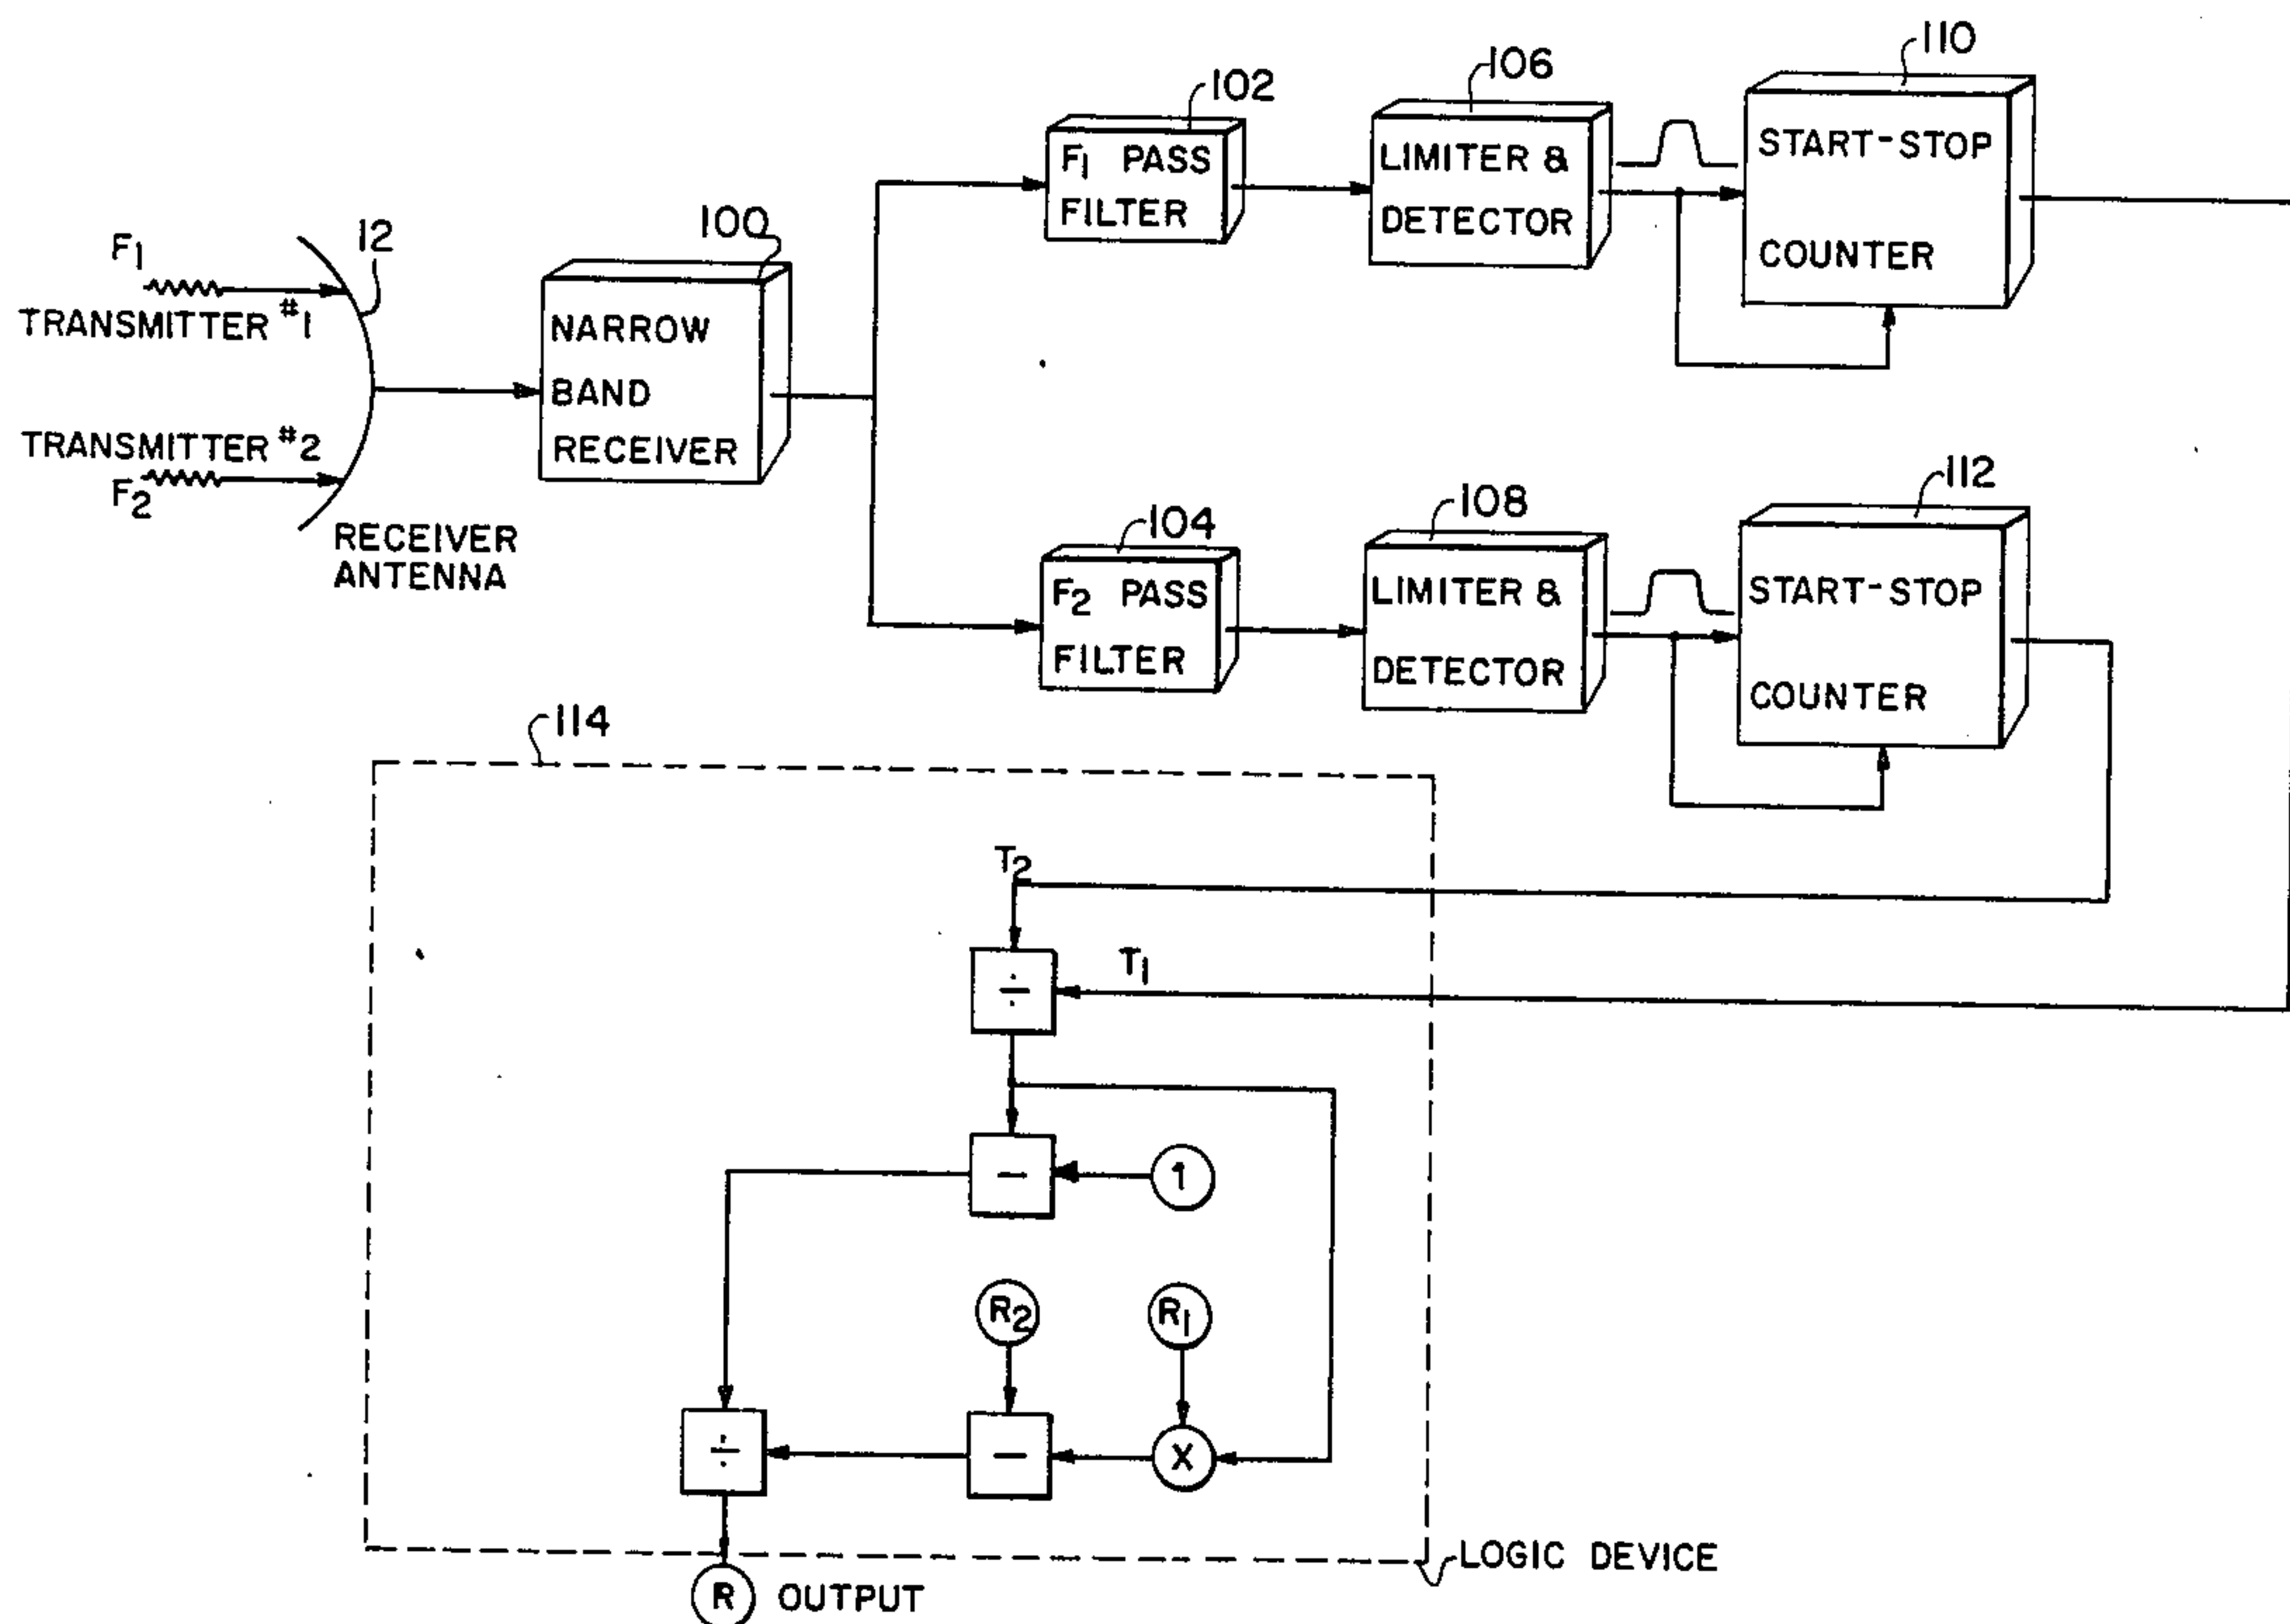 110
106
102
START-STOP
COUNTER
LIMITER &
DETECTOR
F1 PASS
FILTER
100
12
F1
TRANSMITTER #1
NARROW
BAND
RECEIVER
TRANSMITTER #2
F2
RECEIVER
ANTENNA
112
108
104
START-STOP
COUNTER
LIMITER &
DETECTOR
F2 PASS
FILTER
114
T2
÷
T1
−
1
R2
R1
÷
−
X
LOGIC DEVICE
R OUTPUT